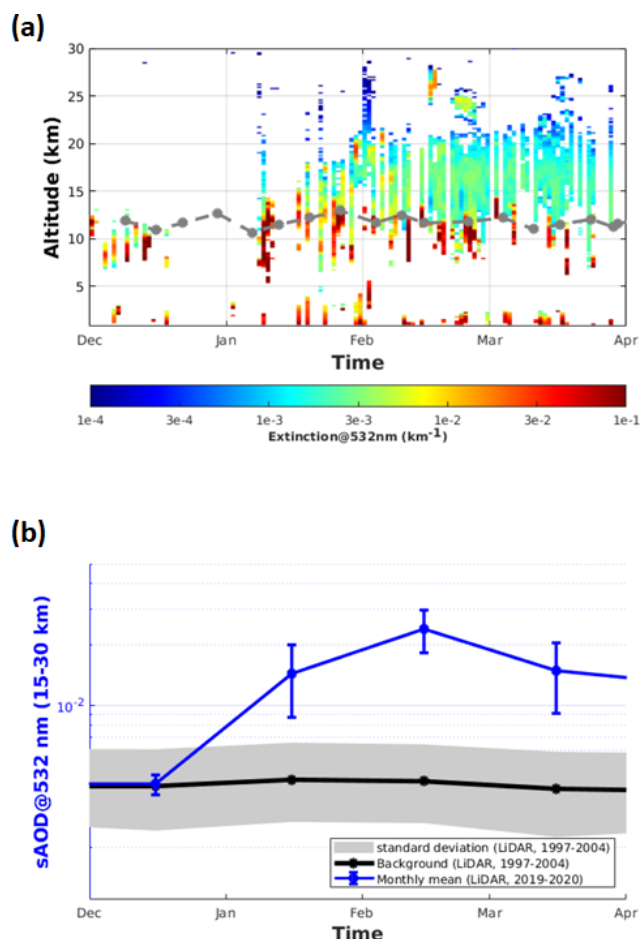 (a)
30
25
20
15
10
5
Altitude (km)
Dec Jan Feb Mar Apr
Time
1e-4 3e-4 1e-3 3e-3 1e-2 3e-2 1e-1
Extinction@532nm (km⁻¹)
(b)
sAOD@532 nm (15-30 km)
10⁻²
standard deviation (LiDAR, 1997-2004)
Background (LiDAR, 1997-2004)
Monthly mean (LiDAR, 2019-2020)
Dec Jan Feb Mar Apr
Time